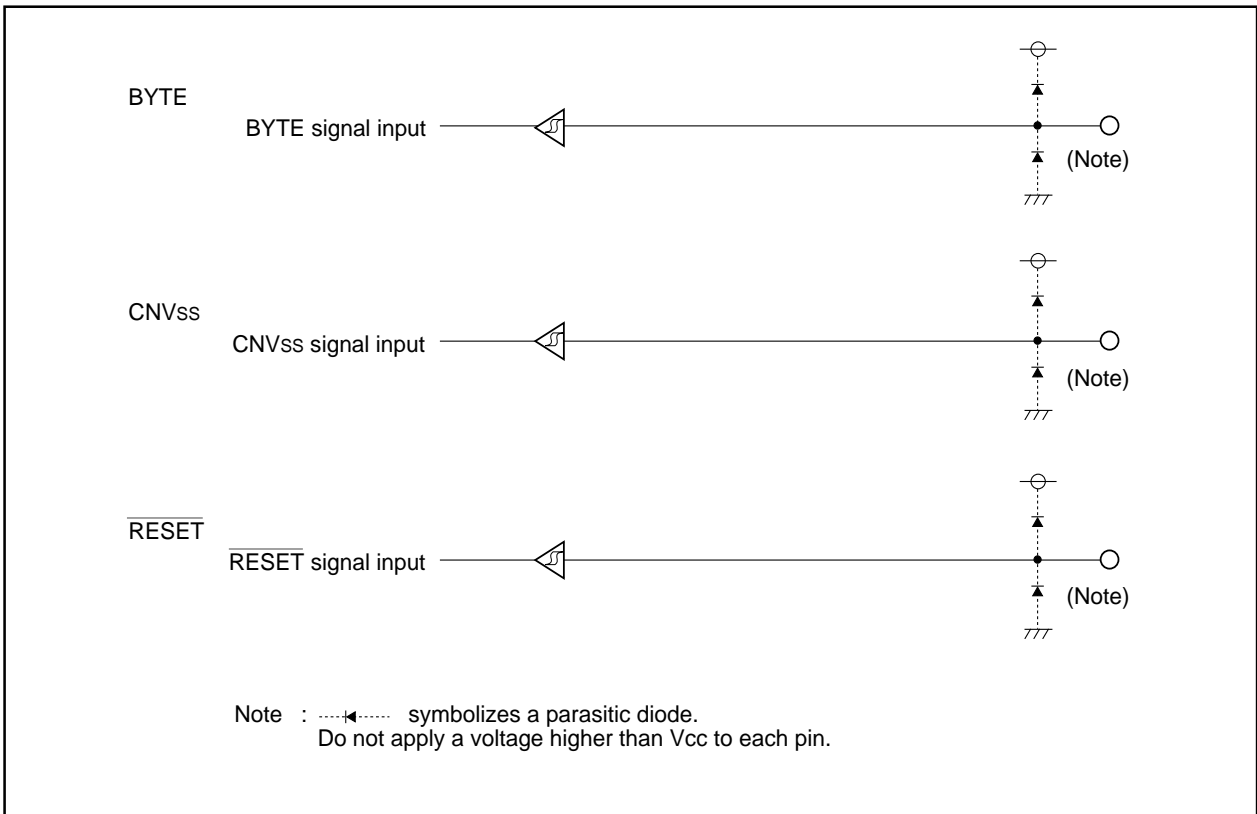 BYTE
BYTE signal input
(Note)
CNVss
CNVss signal input
(Note)
RESET
RESET signal input
(Note)
Note : symbolizes a parasitic diode.
Do not apply a voltage higher than Vcc to each pin.